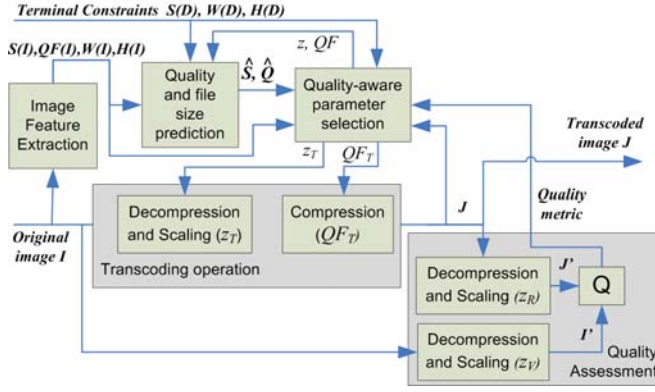 Terminal Constraints S(D), W(D), H(D)
S(I),QF(I),W(I),H(I)
z, QF
Image
Feature
Extraction
Quality
and file
size
prediction
Ŝ, Q̂
Quality-aware
parameter
selection
z_T
QF_T
Transcoded
image J
Decompression
and Scaling (z_T)
Compression
(QF_T)
J
Quality
metric
Original
image I
Transcoding operation
Decompression
and Scaling (z_R)
J’
Q
Decompression
and Scaling (z_V)
I’
Quality
Assessment